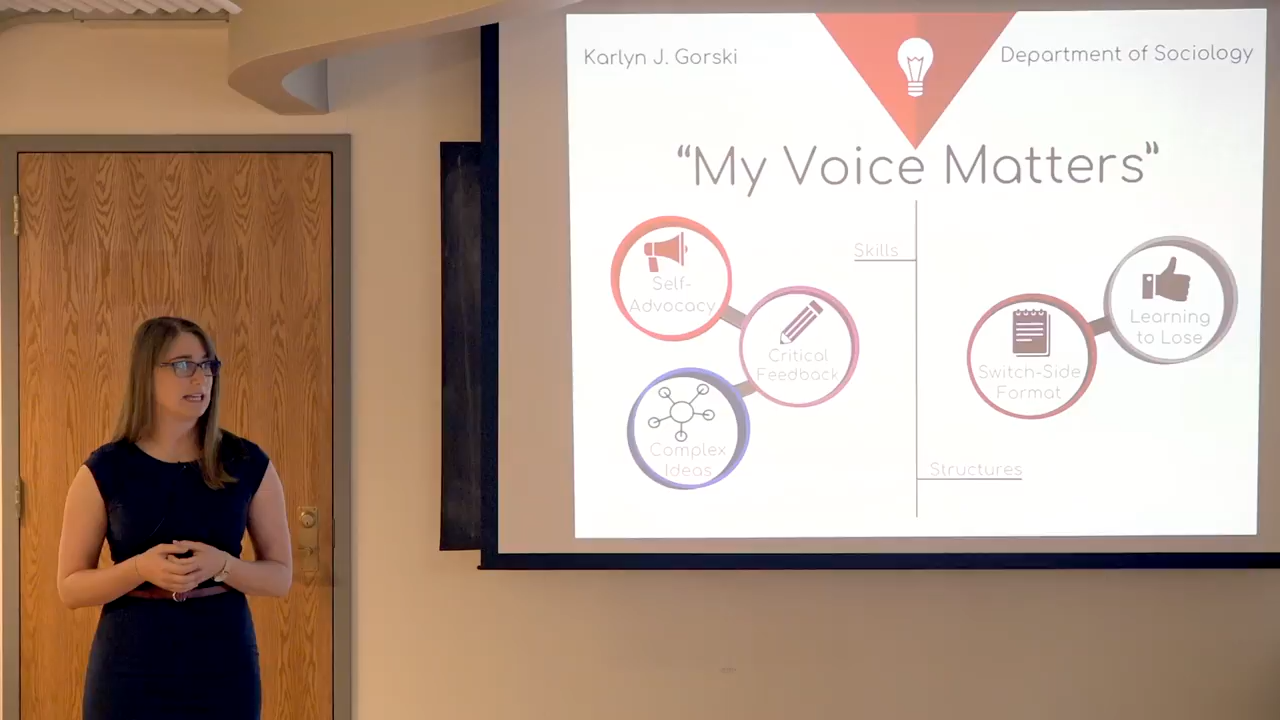 Karlyn J. Gorski
Department of Sociology
“My Voice Matters”
Skills
Self-
Advocacy
Critical
Feedback
Complex
Ideas
Learning
to Lose
Switch-Side
Format
Structures